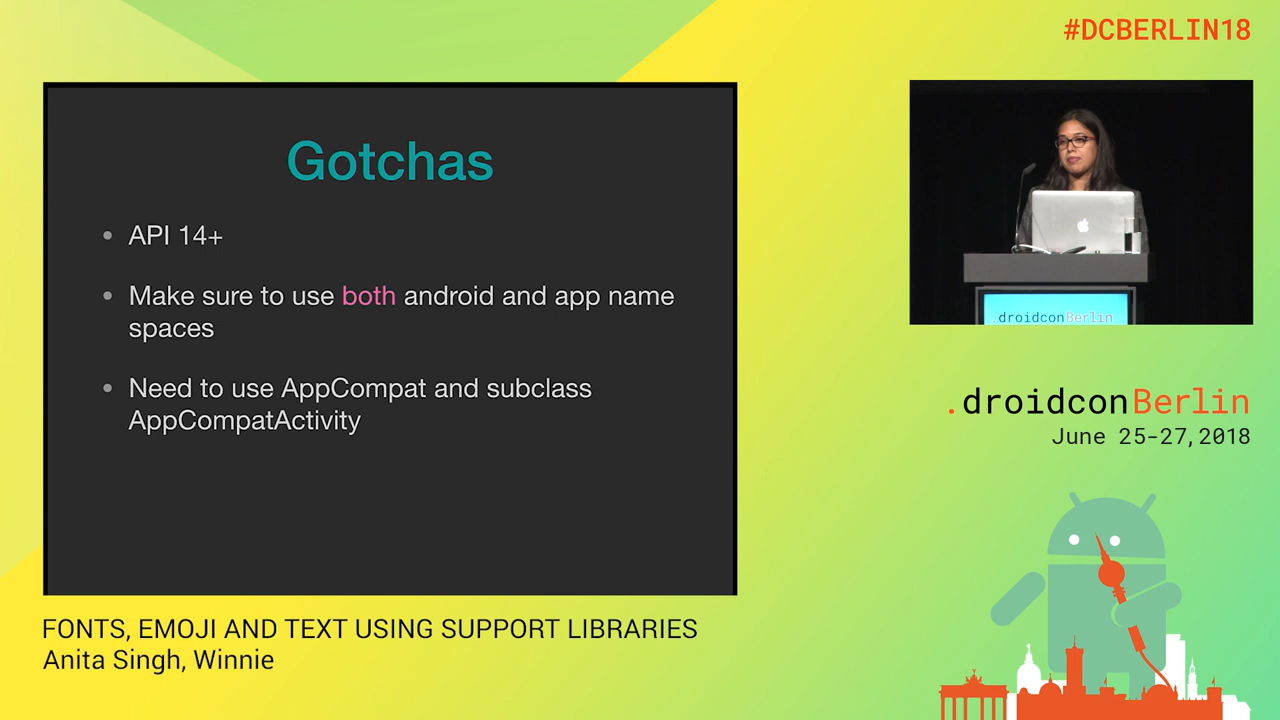 #DCBERLIN18
Gotchas
• API 14+
• Make sure to use both android and app name
spaces
• Need to use AppCompat and subclass
AppCompatActivity
droidconBerlin
.droidconBerlin
June 25-27, 2018
FONTS, EMOJI AND TEXT USING SUPPORT LIBRARIES
Anita Singh, Winnie